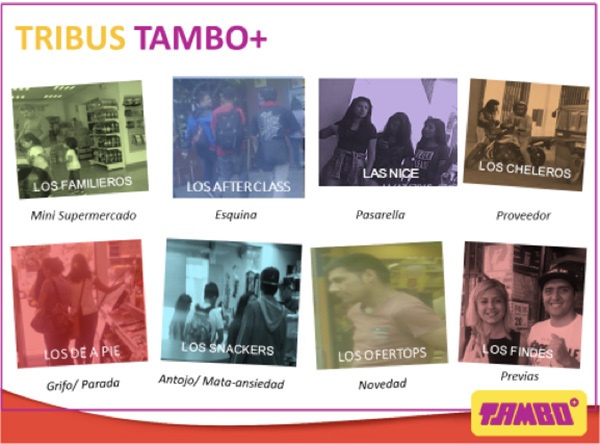 TRIBUS TAMBO+
LOS FAMILIEROS
LOS AFTER CLASS
LAS NICE
LOS CHELEROS
Mini Supermercado
Esquina
Pasarella
Proveedor
LOS DE A PIE
LOS SNACKERS
LOS OFERTOPS
LOS FINDES
Grifo/ Parada
Antojo/ Mata-ansiedad
Novedad
Previas
TAMBO+